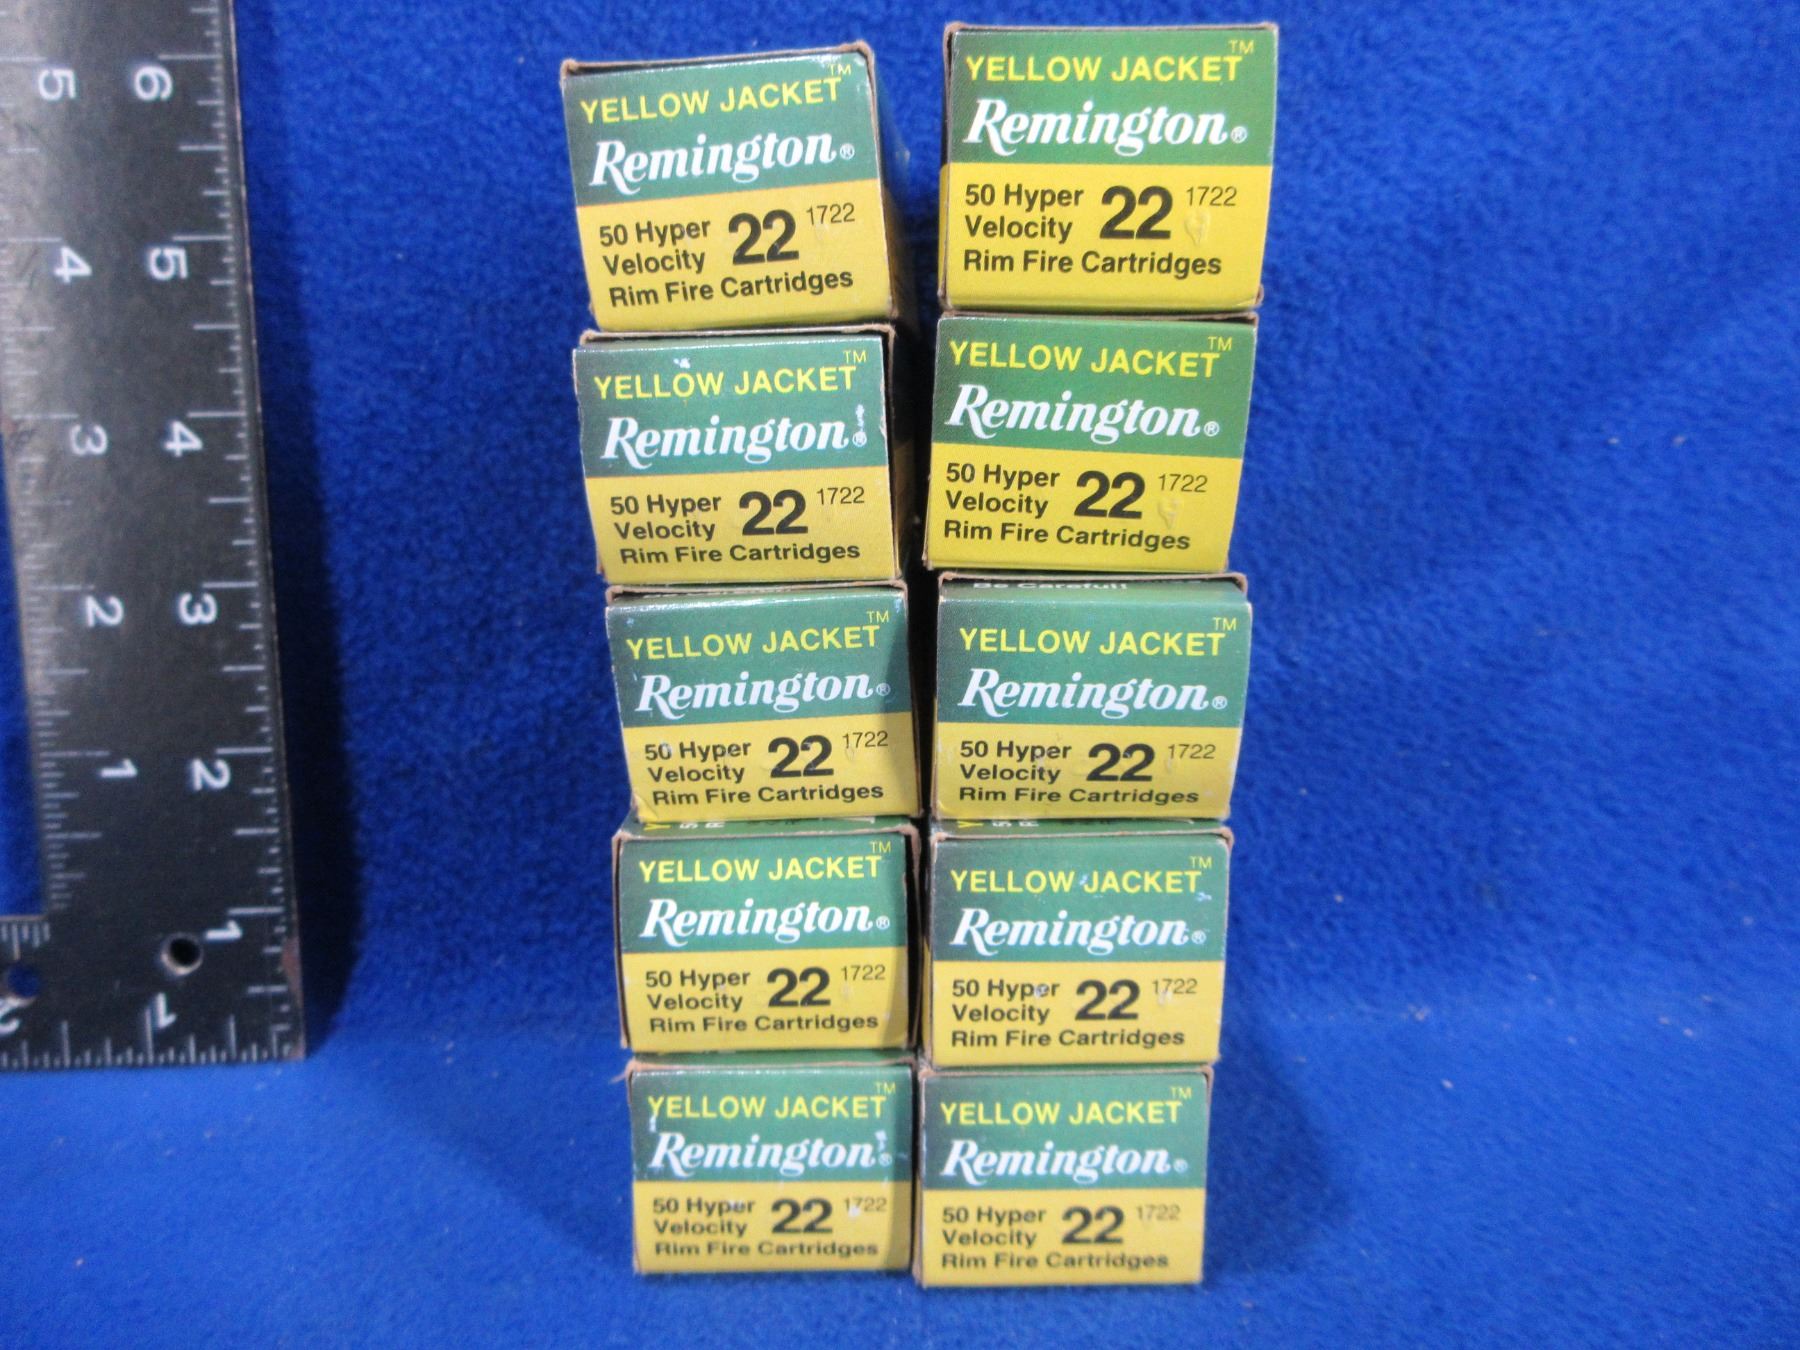 YELLOW JACKET™
Remington®
50 Hyper
Velocity
22
1722
Rim Fire Cartridges
YELLOW JACKET™
Remington®
50 Hyper
Velocity
22
1722
Rim Fire Cartridges
YELLOW JACKET™
Remington®
50 Hyper
Velocity
22
1722
Rim Fire Cartridges
YELLOW JACKET™
Remington®
50 Hyper
Velocity
22
1722
Rim Fire Cartridges
YELLOW JACKET™
Remington®
50 Hyper
Velocity
22
1722
Rim Fire Cartridges
Be Careful!
YELLOW JACKET™
Remington®
50 Hyper
Velocity
22
1722
Rim Fire Cartridges
YELLOW JACKET™
Remington®
50 Hyper
Velocity
22
1722
Rim Fire Cartridges
YELLOW JACKET™
Remington®
50 Hyper
Velocity
22
1722
Rim Fire Cartridges
YELLOW JACKET™
Remington®
50 Hyper
Velocity
22
1722
Rim Fire Cartridges
YELLOW JACKET™
Remington®
50 Hyper
Velocity
22
1722
Rim Fire Cartridges
5 6
4 5
3 4
2 3
1 2
1
2 1